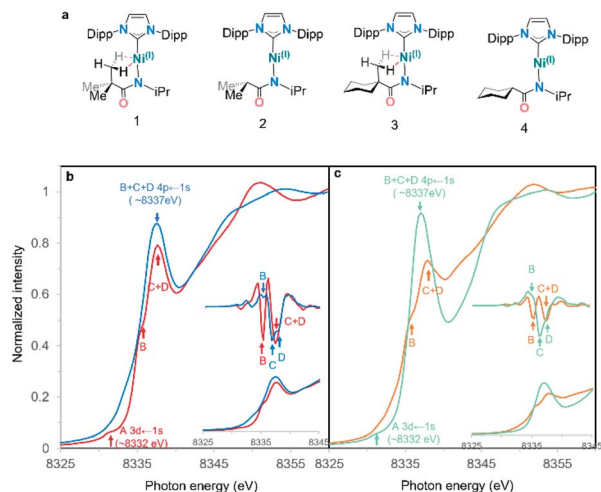 a
Dipp N N Dipp
H Ni(I)
H N
Me Me iPr
O
1
Dipp N N Dipp
Ni(I)
N
Me Me iPr
O
2
Dipp N N Dipp
H Ni(I)
H N
iPr
O
3
Dipp N N Dipp
Ni(I)
N
iPr
O
4
b
B+C+D 4p←1s
(~8337eV)
C+D
B
A 3d←1s
(~8332 eV)
B
C+D
B
D
C
8325 8335 8345
1
0.8
0.6
0.4
0.2
0
Normalized intensity
8325 8335 8345 8355
Photon energy (eV)
c
B+C+D 4p←1s
(~8337eV)
C+D
B
A 3d←1s
(~8332 eV)
B
C+D
B
D
C
8325 8335 8345
8325 8335 8345 8355
Photon energy (eV)